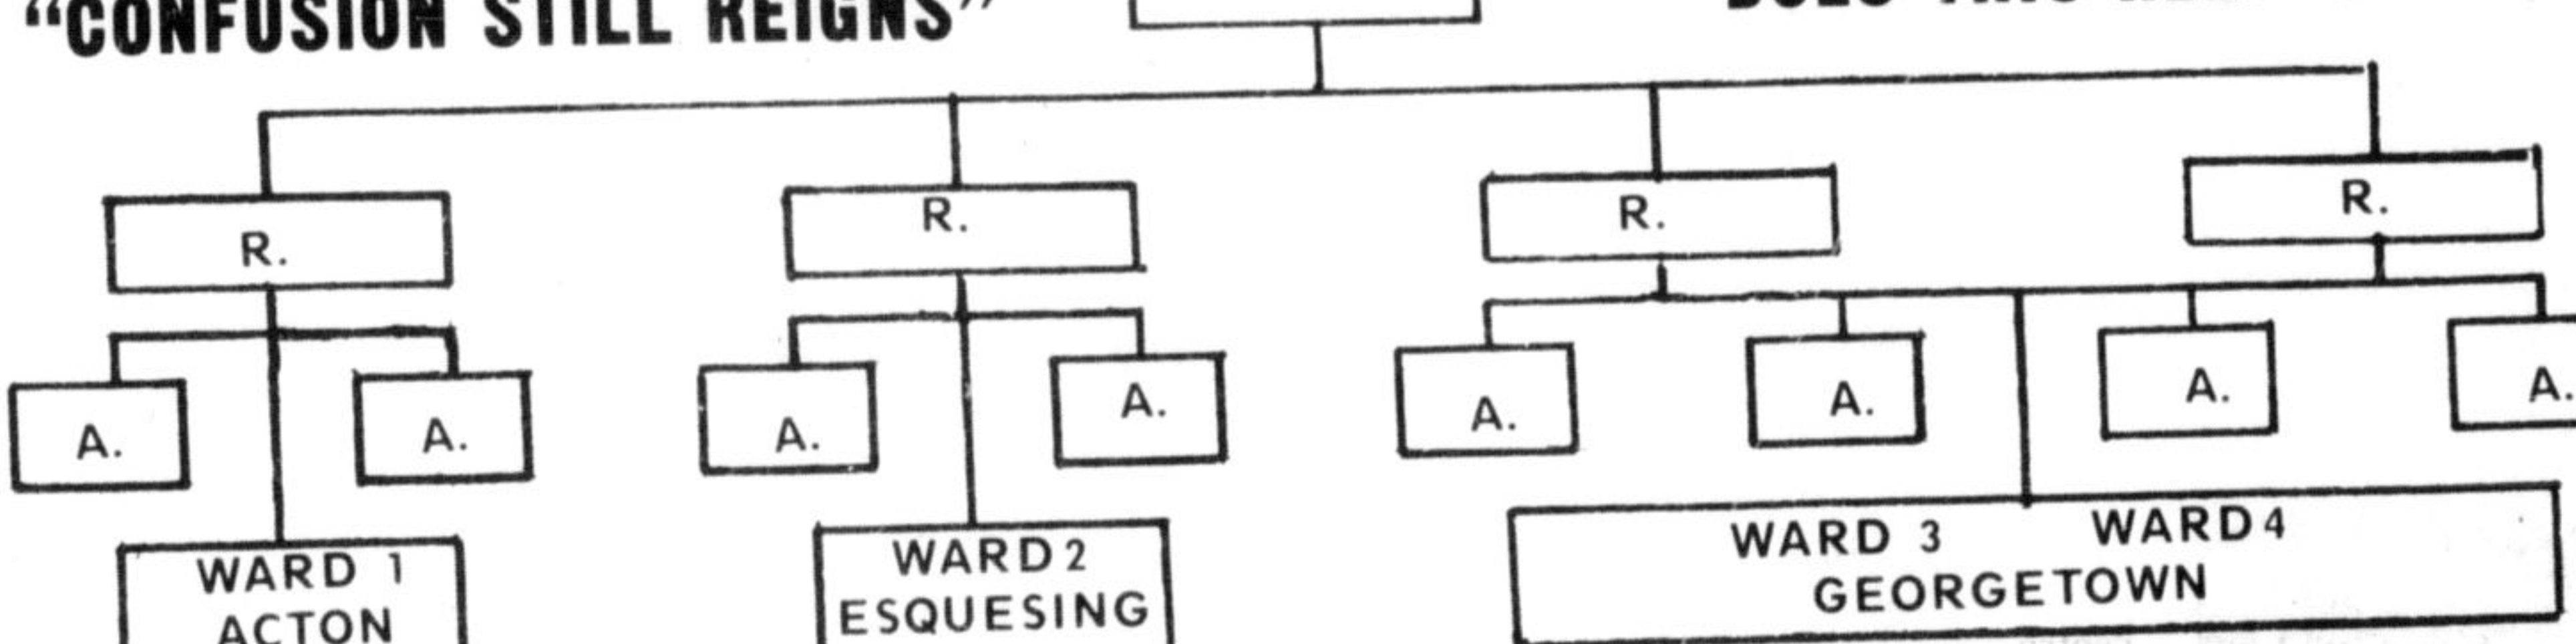 “CONFUSION STILL REIGNS”
R.
R.
R.
R.
A.
A.
A.
A.
A.
A.
A.
A.
WARD 1
ACTON
WARD 2
ESQUESING
WARD 3 WARD 4
GEORGETOWN